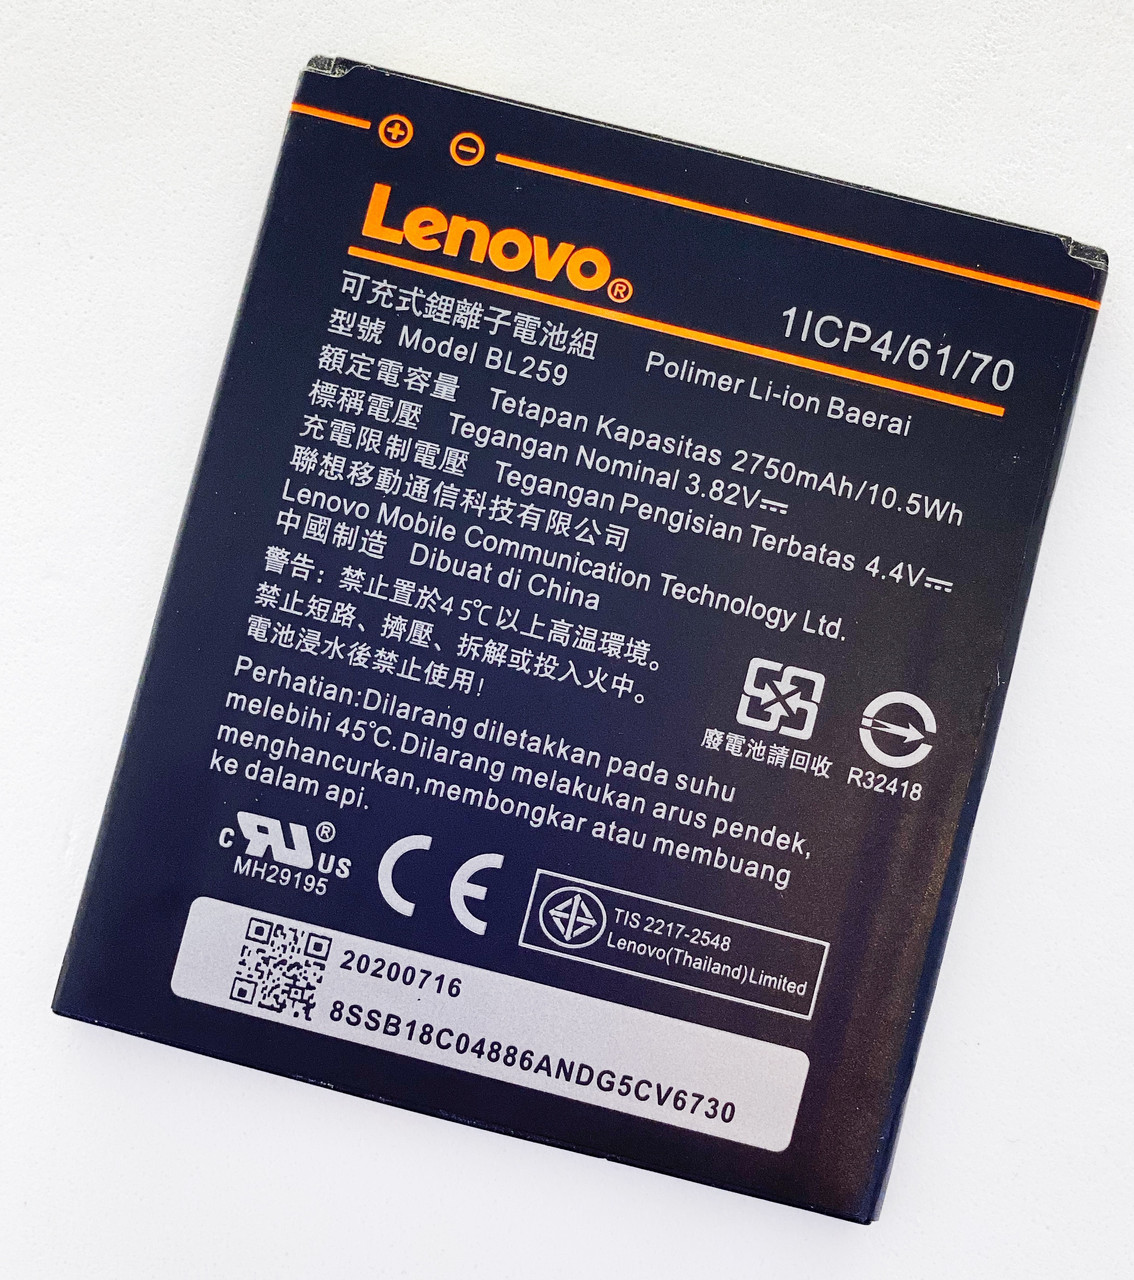 Lenovo®
1ICP4/61/70
可充式鋰離子電池組 Polimer Li-ion Baerai
型號 Model BL259
額定電容量 Tetapan Kapasitas 2750mAh/10.5Wh
標稱電壓 Tegangan Nominal 3.82V⎓
充電限制電壓 Tegangan Pengisian Terbatas 4.4V⎓
聯想移動通信科技有限公司
Lenovo Mobile Communication Technology Ltd.
中國制造 Dibuat di China
警告：禁止置於45℃以上高溫環境。
禁止短路、擠壓、拆解或投入火中。
電池浸水後禁止使用！
Perhatian:Dilarang diletakkan pada suhu
melebihi 45℃.Dilarang melakukan arus pendek,
menghancurkan,membongkar atau membuang
ke dalam api.
廢電池請回收
R32418
c RU® US
MH29195
CE
TIS 2217-2548
Lenovo(Thailand)Limited
20200716
8SSB18C04886ANDG5CV6730